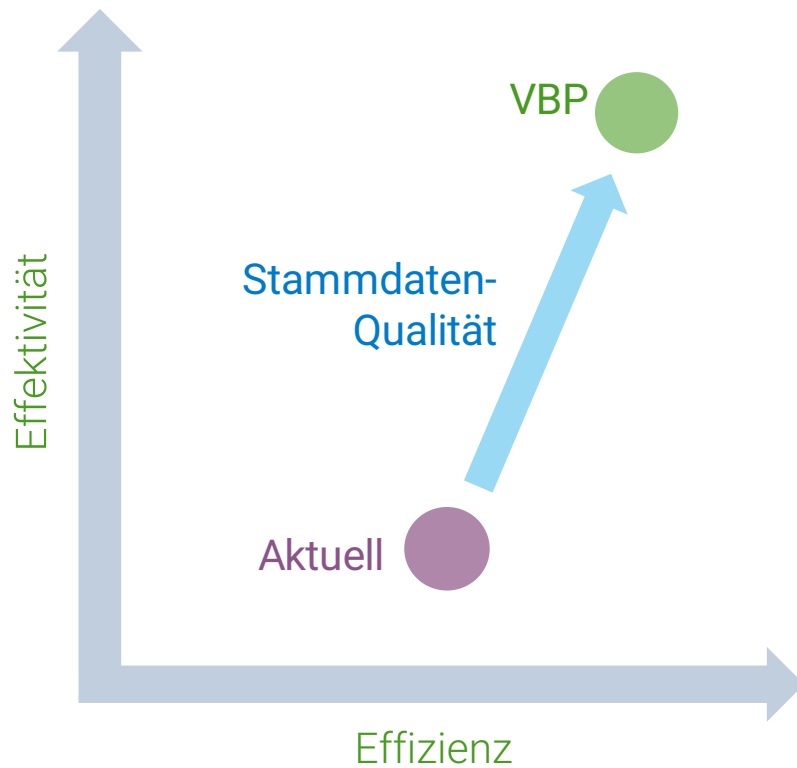 VBP
Stammdaten-
Qualität
Effektivität
Aktuell
Effizienz